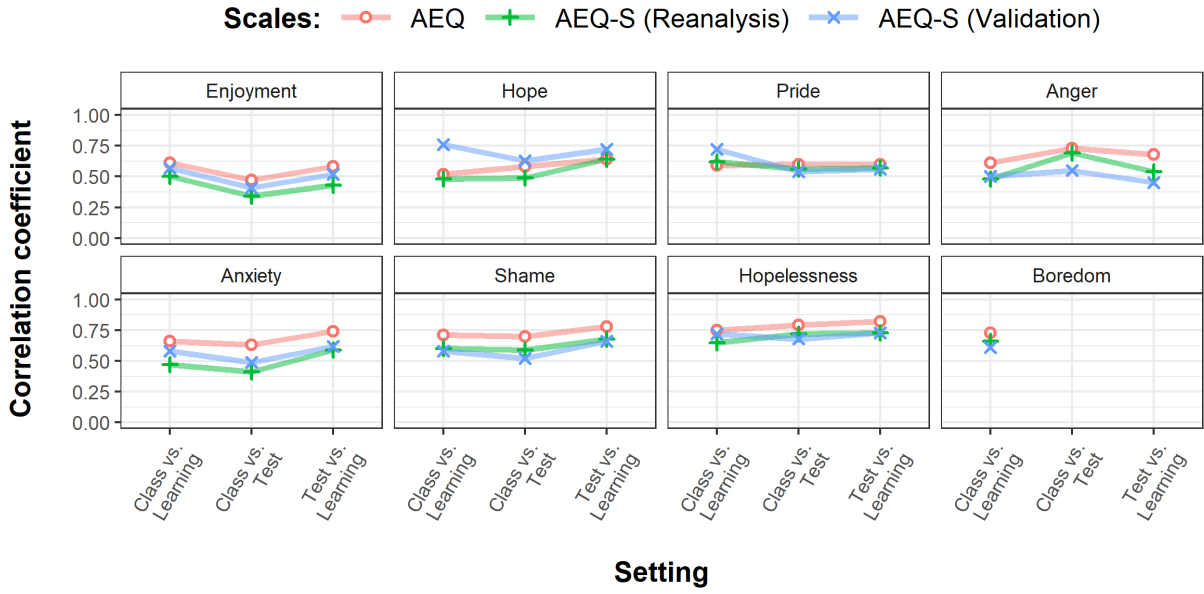 Scales: AEQ AEQ-S (Reanalysis) AEQ-S (Validation)
Enjoyment Hope Pride Anger
1.00
0.75
0.50
0.25
0.00
Anxiety Shame Hopelessness Boredom
1.00
0.75
0.50
0.25
0.00
Correlation coefficient
Class vs.
Learning
Class vs.
Test
Test vs.
Learning
Class vs.
Learning
Class vs.
Test
Test vs.
Learning
Class vs.
Learning
Class vs.
Test
Test vs.
Learning
Class vs.
Learning
Class vs.
Test
Test vs.
Learning
Setting